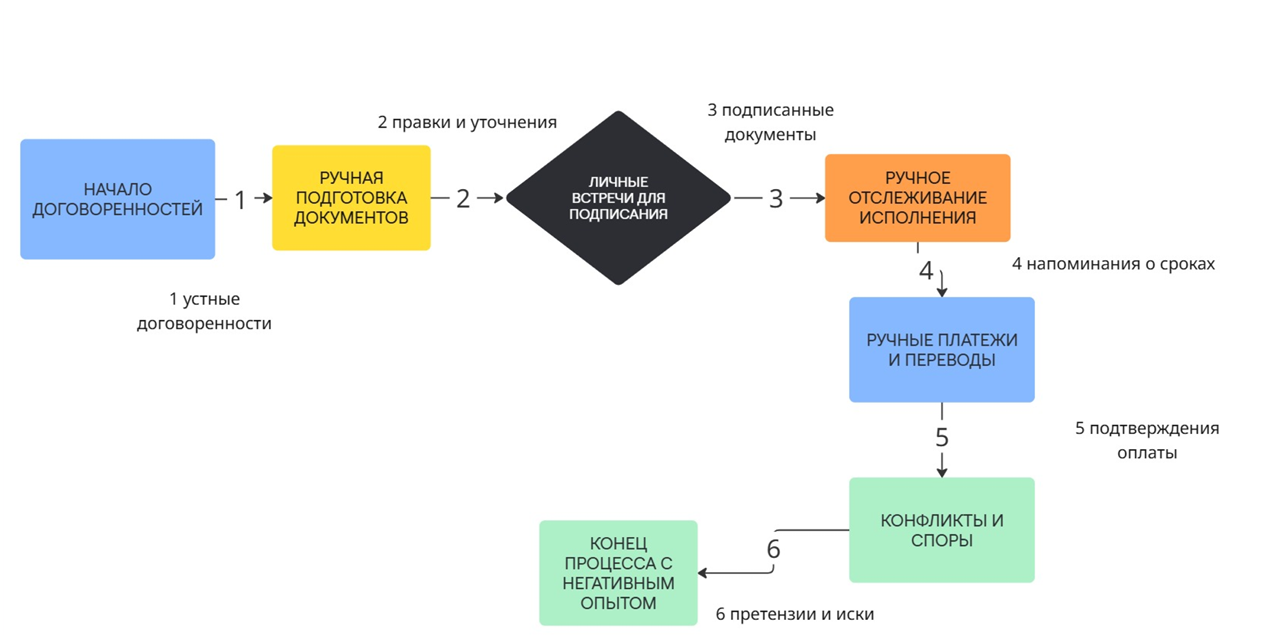 НАЧАЛО
ДОГОВОРЕННОСТЕЙ
1
1 устные
договоренности
РУЧНАЯ
ПОДГОТОВКА
ДОКУМЕНТОВ
2 правки и уточнения
2
ЛИЧНЫЕ
ВСТРЕЧИ ДЛЯ
ПОДПИСАНИЯ
3 подписанные
документы
3
РУЧНОЕ
ОТСЛЕЖИВАНИЕ
ИСПОЛНЕНИЯ
4
4 напоминания о сроках
РУЧНЫЕ ПЛАТЕЖИ
И ПЕРЕВОДЫ
5
5 подтверждения
оплаты
КОНФЛИКТЫ И
СПОРЫ
6
6 претензии и иски
КОНЕЦ
ПРОЦЕССА С
НЕГАТИВНЫМ
ОПЫТОМ